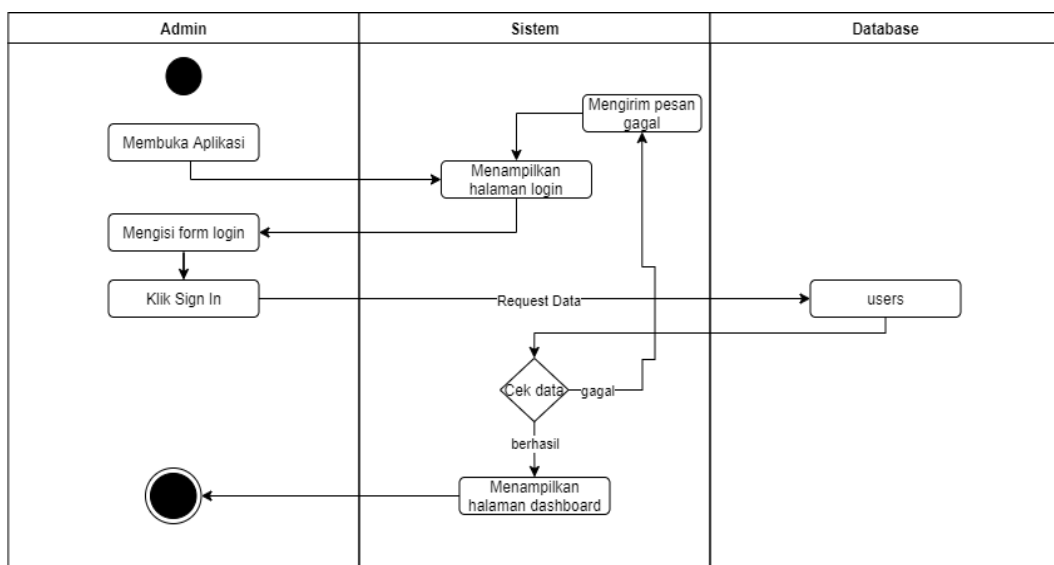 Admin
Sistem
Database
Mengirim pesan
gagal
Membuka Aplikasi
Menampilkan
halaman login
Mengisi form login
Klik Sign In
Request Data
users
Cek data
gagal
berhasil
Menampilkan
halaman dashboard